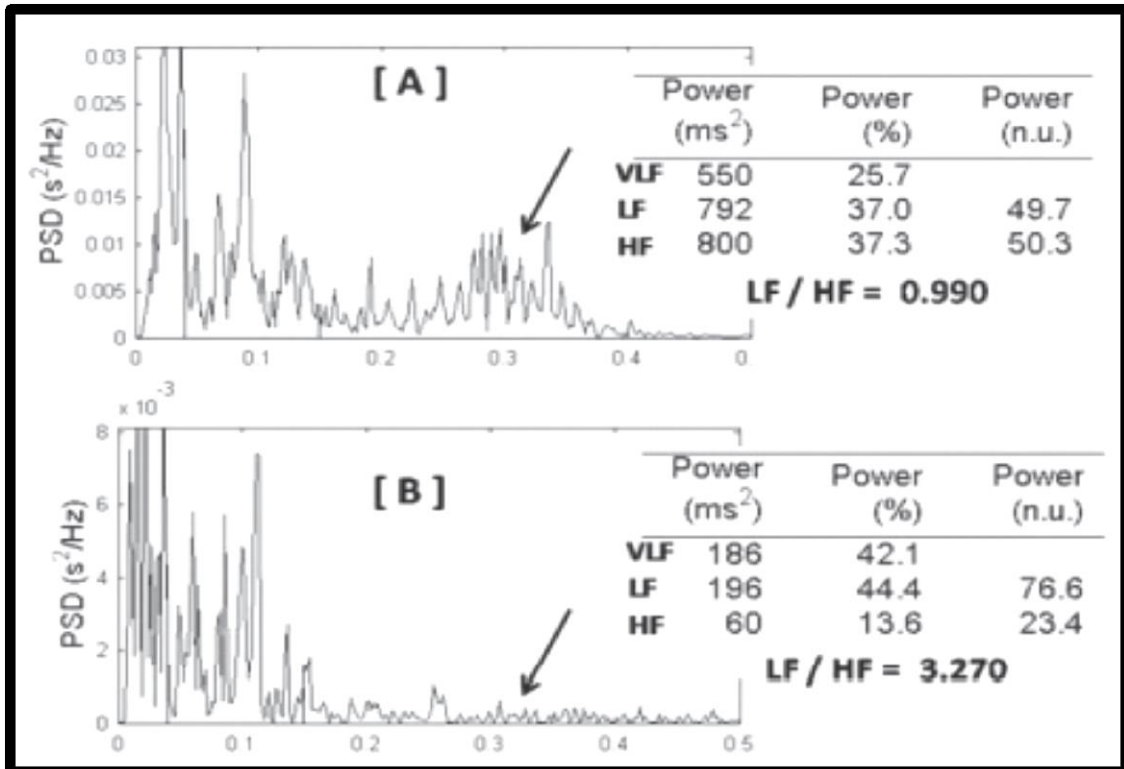 [ A ]
PSD (s²/Hz)
0.03
0.025
0.02
0.015
0.01
0.005
0
0 0.1 0.2 0.3 0.4 0.
Power Power Power
(ms²) (%) (n.u.)
VLF 550 25.7
LF 792 37.0 49.7
HF 800 37.3 50.3
LF / HF = 0.990
x 10⁻³
[ B ]
PSD (s²/Hz)
8
6
4
2
0
0 0.1 0.2 0.3 0.4 0.5
Power Power Power
(ms²) (%) (n.u.)
VLF 186 42.1
LF 196 44.4 76.6
HF 60 13.6 23.4
LF / HF = 3.270